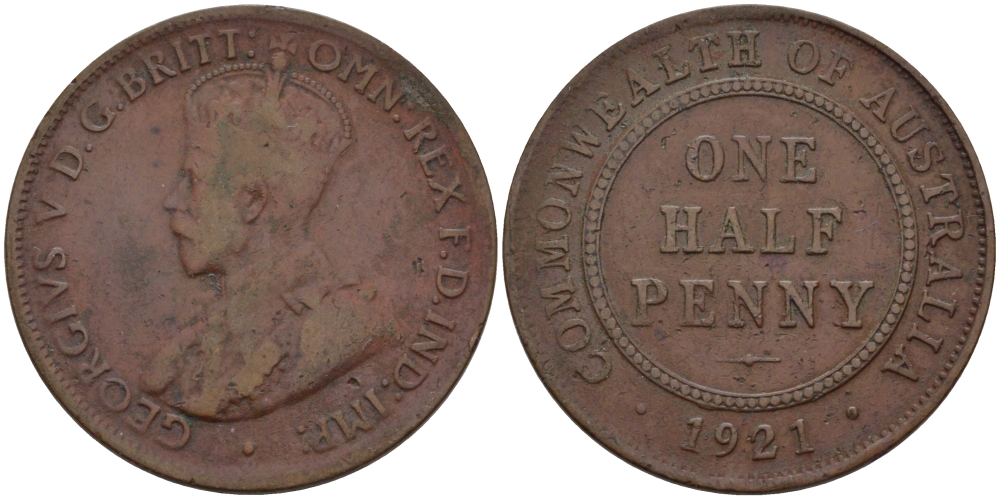 GEORGIVS V D.G.BRITT: OMN. REX F.D. IND: IMP.
COMMONWEALTH OF AUSTRALIA
ONE
HALF
PENNY
· 1921 ·